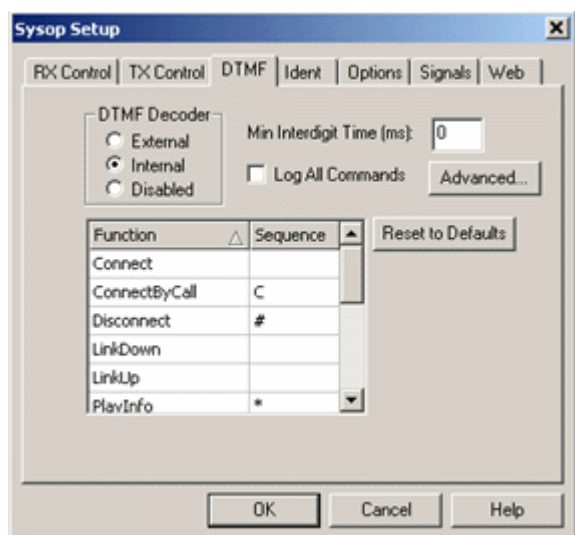 Sysop Setup
RX Control TX Control DTMF Ident Options Signals Web
DTMF Decoder
External
Internal
Disabled
Min Interdigit Time (ms): 0
Log All Commands
Advanced...
Function Sequence
Connect
ConnectByCall C
Disconnect #
LinkDown
LinkUp
PlayInfo *
Reset to Defaults
OK Cancel Help